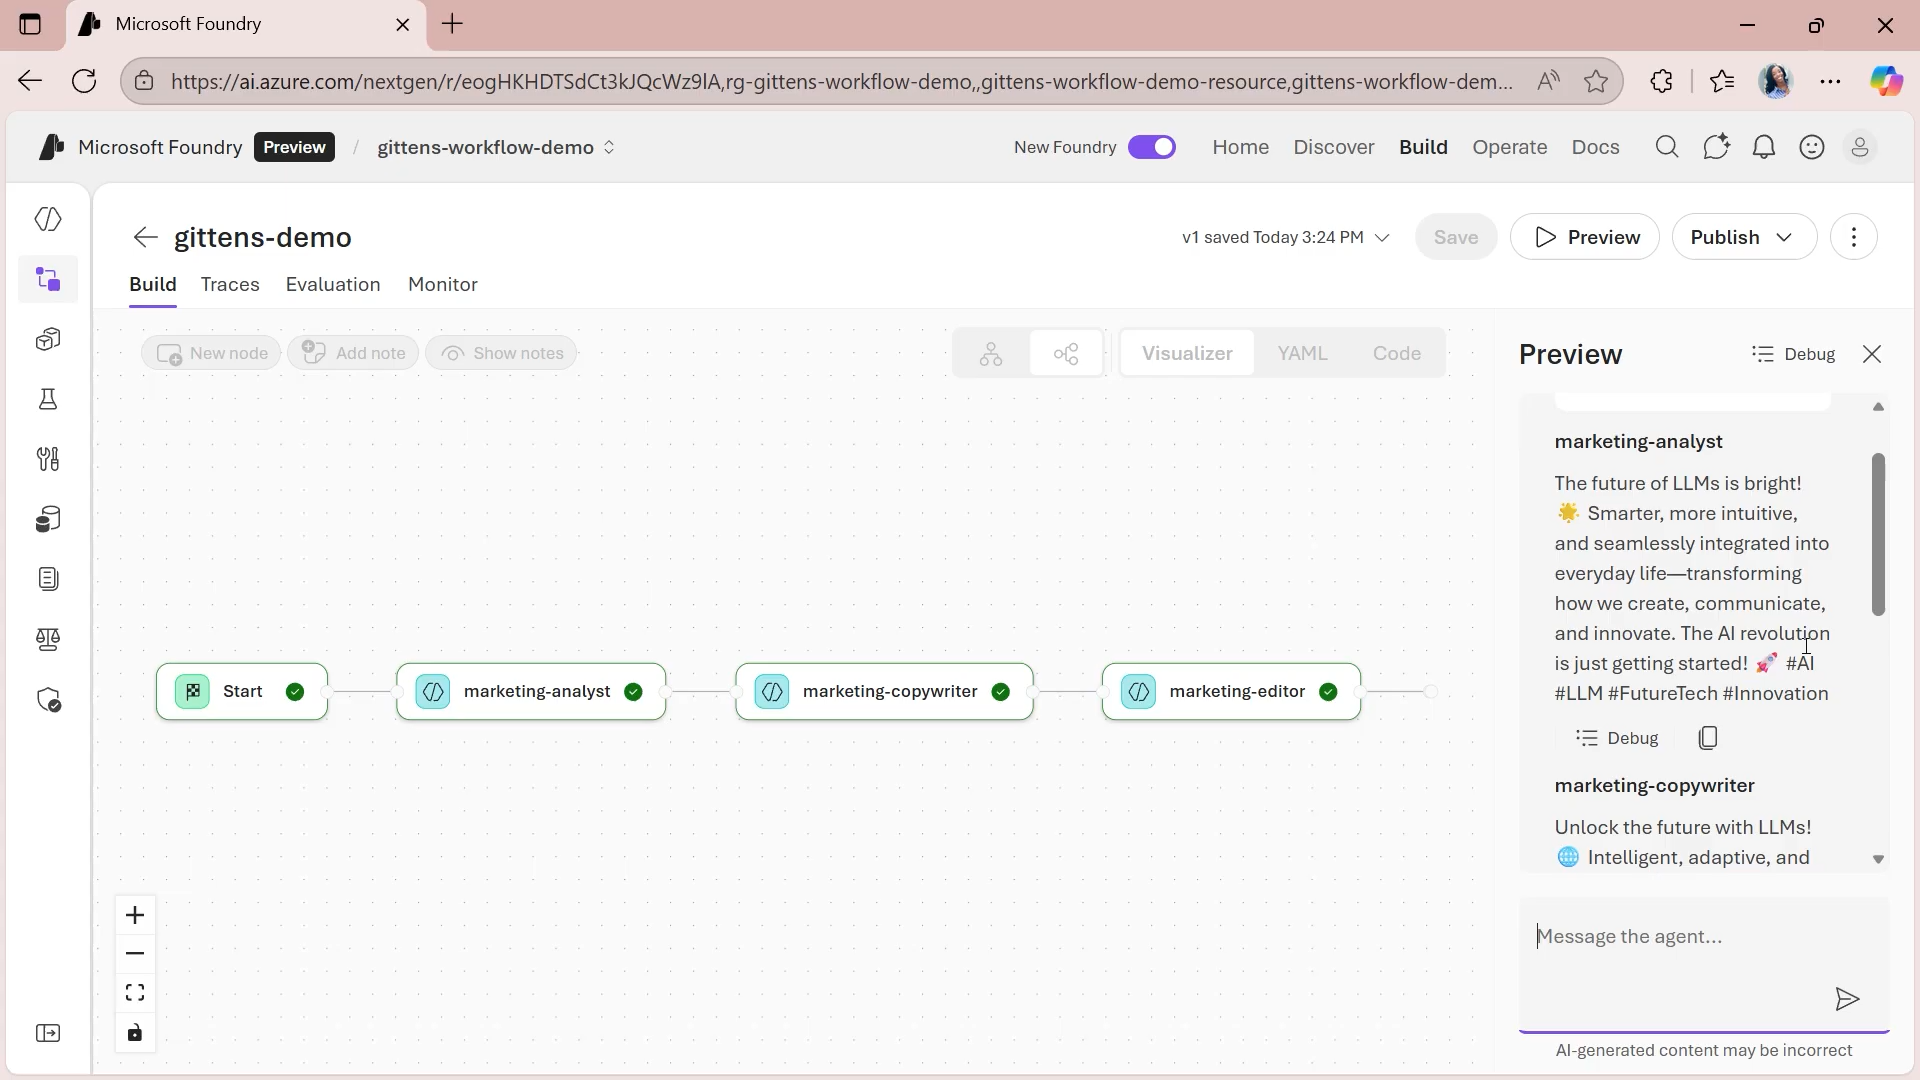 Microsoft Foundry
https://ai.azure.com/nextgen/r/eogHKHDTSdCt3kJQcWz9IA,rg-gittens-workflow-demo,,gittens-workflow-demo-resource,gittens-workflow-dem...
Microsoft Foundry Preview / gittens-workflow-demo New Foundry Home Discover Build Operate Docs
gittens-demo v1 saved Today 3:24 PM Save Preview Publish
Build Traces Evaluation Monitor
New node Add note Show notes Visualizer YAML Code
Start marketing-analyst marketing-copywriter marketing-editor
Preview Debug
marketing-analyst
The future of LLMs is bright!
🌟 Smarter, more intuitive,
and seamlessly integrated into
everyday life—transforming
how we create, communicate,
and innovate. The AI revolution
is just getting started! 🚀 #AI
#LLM #FutureTech #Innovation
Debug
marketing-copywriter
Unlock the future with LLMs!
🌐 Intelligent, adaptive, and
Message the agent...
AI-generated content may be incorrect